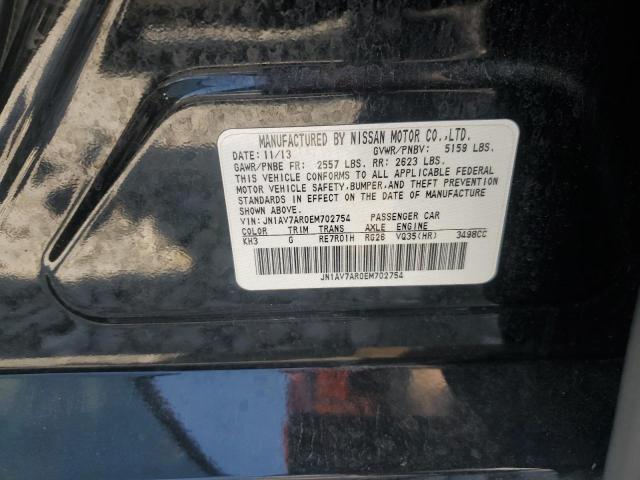 MANUFACTURED BY NISSAN MOTOR CO.,LTD.
DATE: 11/13 GVWR/PNBV: 5159 LBS.
GAWR/PNBE FR: 2557 LBS. RR: 2623 LBS.
THIS VEHICLE CONFORMS TO ALL APPLICABLE FEDERAL
MOTOR VEHICLE SAFETY, BUMPER, AND THEFT PREVENTION
STANDARDS IN EFFECT ON THE DATE OF MANUFACTURE
SHOWN ABOVE.
VIN: JN1AV7AR0EM702754 PASSENGER CAR
COLOR TRIM TRANS AXLE ENGINE
KH3 G RE7R01H RG26 VQ35(HR) 3498CC
JN1AV7AR0EM702754